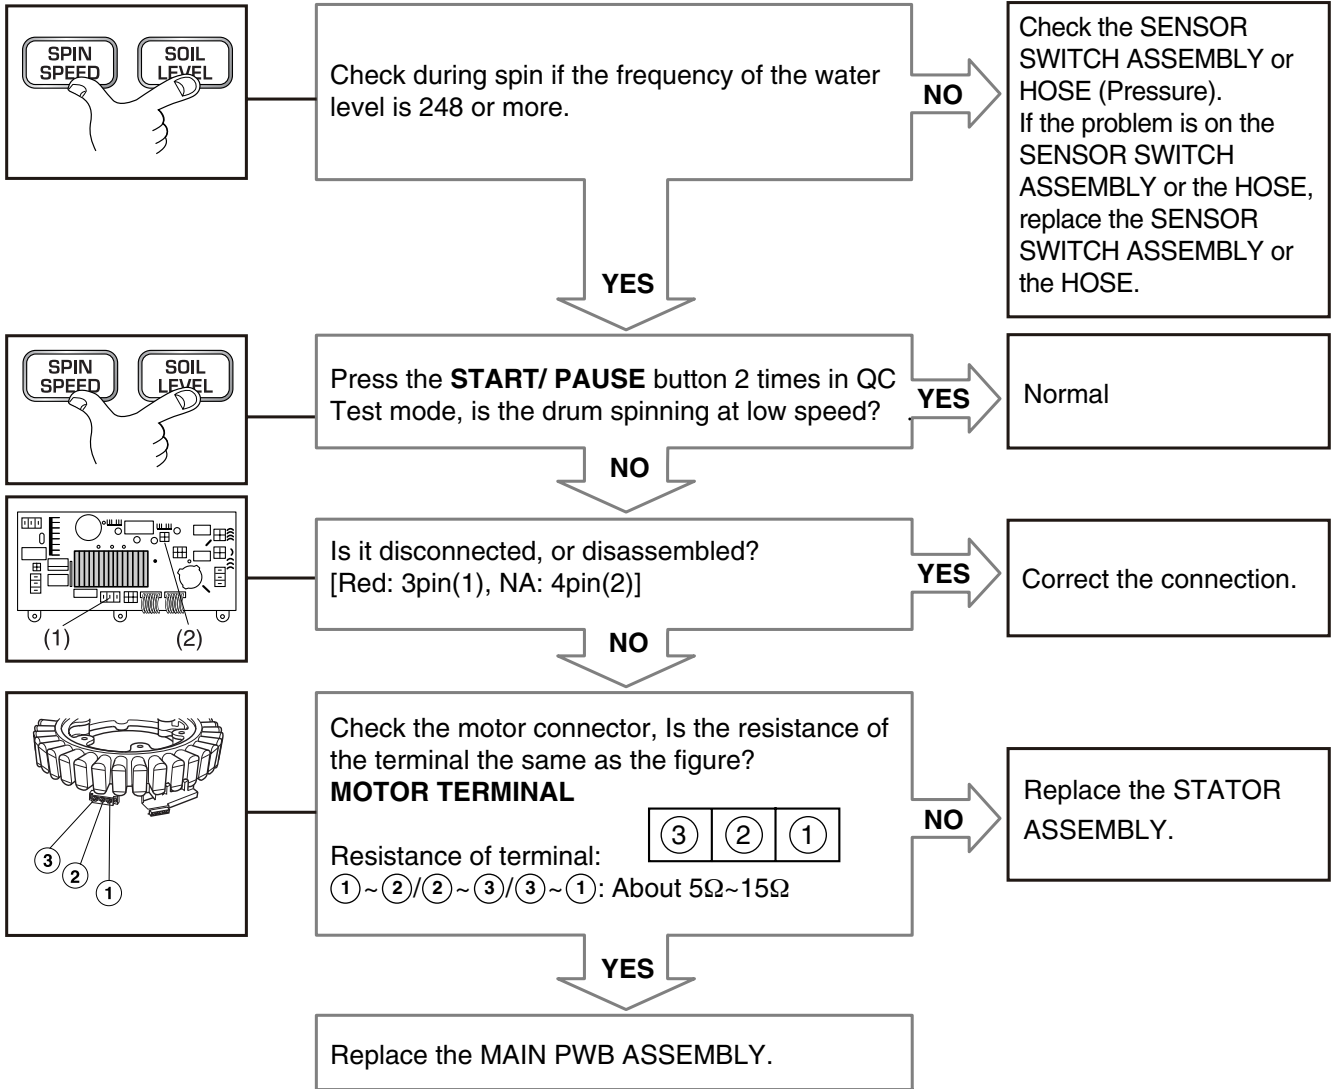 SPIN
SPEED
SOIL
LEVEL
Check during spin if the frequency of the water
level is 248 or more.
NO
Check the SENSOR
SWITCH ASSEMBLY or
HOSE (Pressure).
If the problem is on the
SENSOR SWITCH
ASSEMBLY or the HOSE,
replace the SENSOR
SWITCH ASSEMBLY or
the HOSE.
YES
SPIN
SPEED
SOIL
LEVEL
Press the START/ PAUSE button 2 times in QC
Test mode, is the drum spinning at low speed?
YES
Normal
NO
(1)
(2)
Is it disconnected, or disassembled?
[Red: 3pin(1), NA: 4pin(2)]
YES
Correct the connection.
NO
③
②
①
Check the motor connector, Is the resistance of
the terminal the same as the figure?
MOTOR TERMINAL
③ ② ①
Resistance of terminal:
①~②/②~③/③~①: About 5Ω~15Ω
NO
Replace the STATOR
ASSEMBLY.
YES
Replace the MAIN PWB ASSEMBLY.